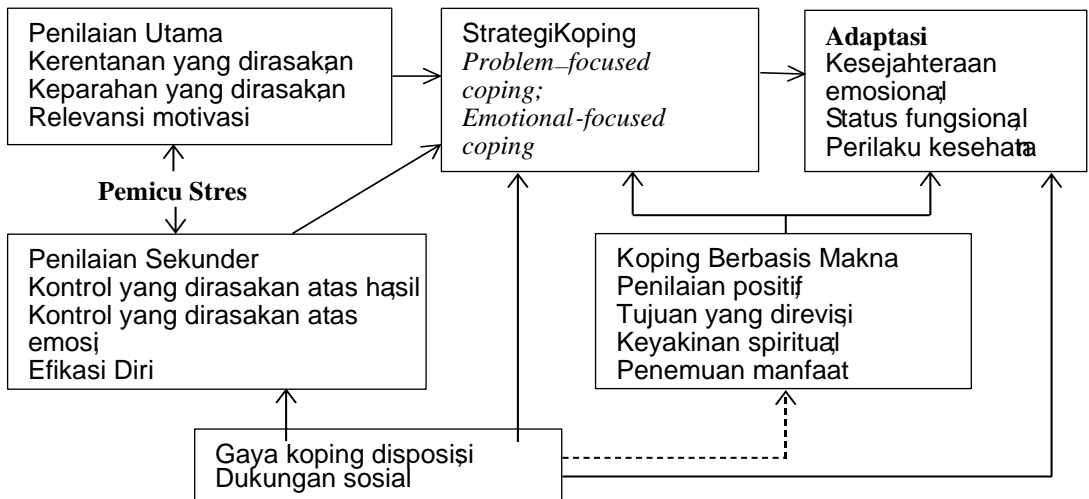 Penilaian Utama
Kerentanan yang dirasakan;
Keparahan yang dirasakan;
Relevansi motivasi
Pemicu Stres
Penilaian Sekunder
Kontrol yang dirasakan atas hasil;
Kontrol yang dirasakan atas
emosi;
Efikasi Diri
StrategiKoping
Problem–focused
coping;
Emotional-focused
coping
Adaptasi
Kesejahteraan
emosional;
Status fungsional;
Perilaku kesehatan
Koping Berbasis Makna
Penilaian positif;
Tujuan yang direvisi;
Keyakinan spiritual;
Penemuan manfaat
Gaya koping disposisi;
Dukungan sosial